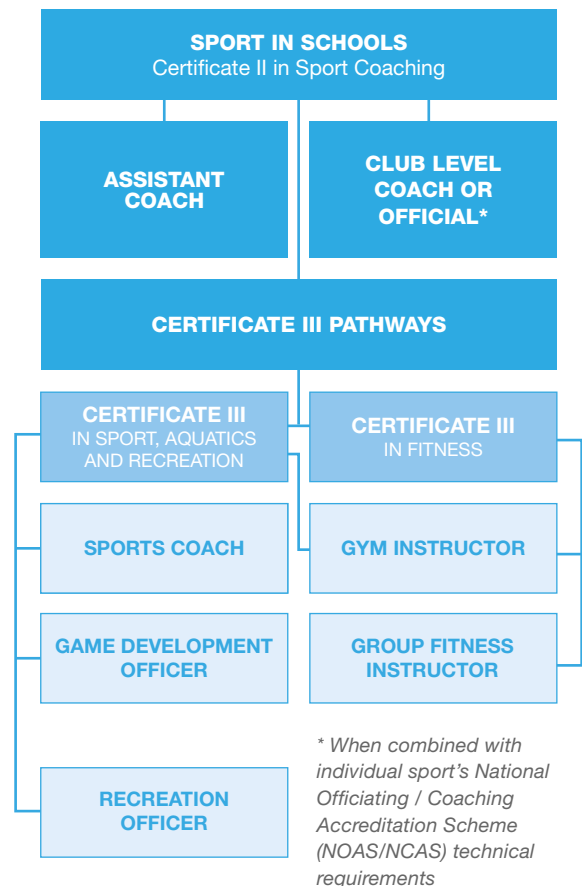 SPORT IN SCHOOLS
Certificate II in Sport Coaching
ASSISTANT
COACH
CLUB LEVEL
COACH OR
OFFICIAL*
CERTIFICATE III PATHWAYS
CERTIFICATE III
IN SPORT, AQUATICS
AND RECREATION
CERTIFICATE III
IN FITNESS
SPORTS COACH
GYM INSTRUCTOR
GAME DEVELOPMENT
OFFICER
GROUP FITNESS
INSTRUCTOR
RECREATION
OFFICER
* When combined with
individual sport's National
Officiating / Coaching
Accreditation Scheme
(NOAS/NCAS) technical
requirements